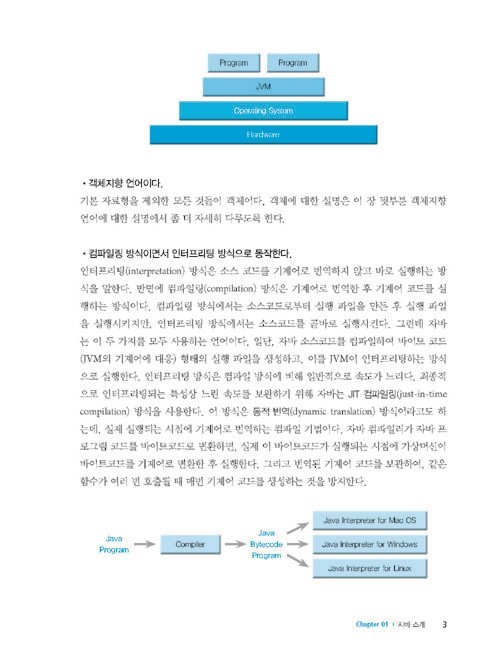 Program Program
JVM
Operating System
Hardware
• 객체지향 언어이다.
기본 자료형을 제외한 모든 것들이 객체이다. 객체에 대한 설명은 이 장 뒷부분 객체지향
언어에 대한 설명에서 좀 더 자세히 다루도록 한다.
• 컴파일링 방식이면서 인터프리팅 방식으로 동작한다.
인터프리팅(interpretation) 방식은 소스 코드를 기계어로 번역하지 않고 바로 실행하는 방
식을 말한다. 반면에 컴파일링(compilation) 방식은 기계어로 번역한 후 기계어 코드를 실
행하는 방식이다. 컴파일링 방식에서는 소스코드로부터 실행 파일을 만든 후 실행 파일
을 실행시키지만, 인터프리팅 방식에서는 소스코드를 곧바로 실행시킨다. 그런데 자바
는 이 두 가지를 모두 사용하는 언어이다. 일단, 자바 소스코드를 컴파일하여 바이트 코드
(JVM의 기계어에 대응) 형태의 실행 파일을 생성하고, 이를 JVM이 인터프리팅하는 방식
으로 실행한다. 인터프리팅 방식은 컴파일 방식에 비해 일반적으로 속도가 느리다. 최종적
으로 인터프리팅되는 특성상 느린 속도를 보완하기 위해 자바는 JIT 컴파일링(just-in-time
compilation) 방식을 사용한다. 이 방식은 동적 번역(dynamic translation) 방식이라고도 하
는데, 실제 실행되는 시점에 기계어로 번역하는 컴파일 기법이다. 자바 컴파일러가 자바 프
로그램 코드를 바이트코드로 변환하면, 실제 이 바이트코드가 실행되는 시점에 가상머신이
바이트코드를 기계어로 변환한 후 실행한다. 그리고 번역된 기계어 코드를 보관하여, 같은
함수가 여러 번 호출될 때 매번 기계어 코드를 생성하는 것을 방지한다.
Java
Program
Compiler
Java
Bytecode
Program
Java Interpreter for Mac OS
Java Interpreter for Windows
Java Interpreter for Linux
Chapter 01 | 자바 소개 3